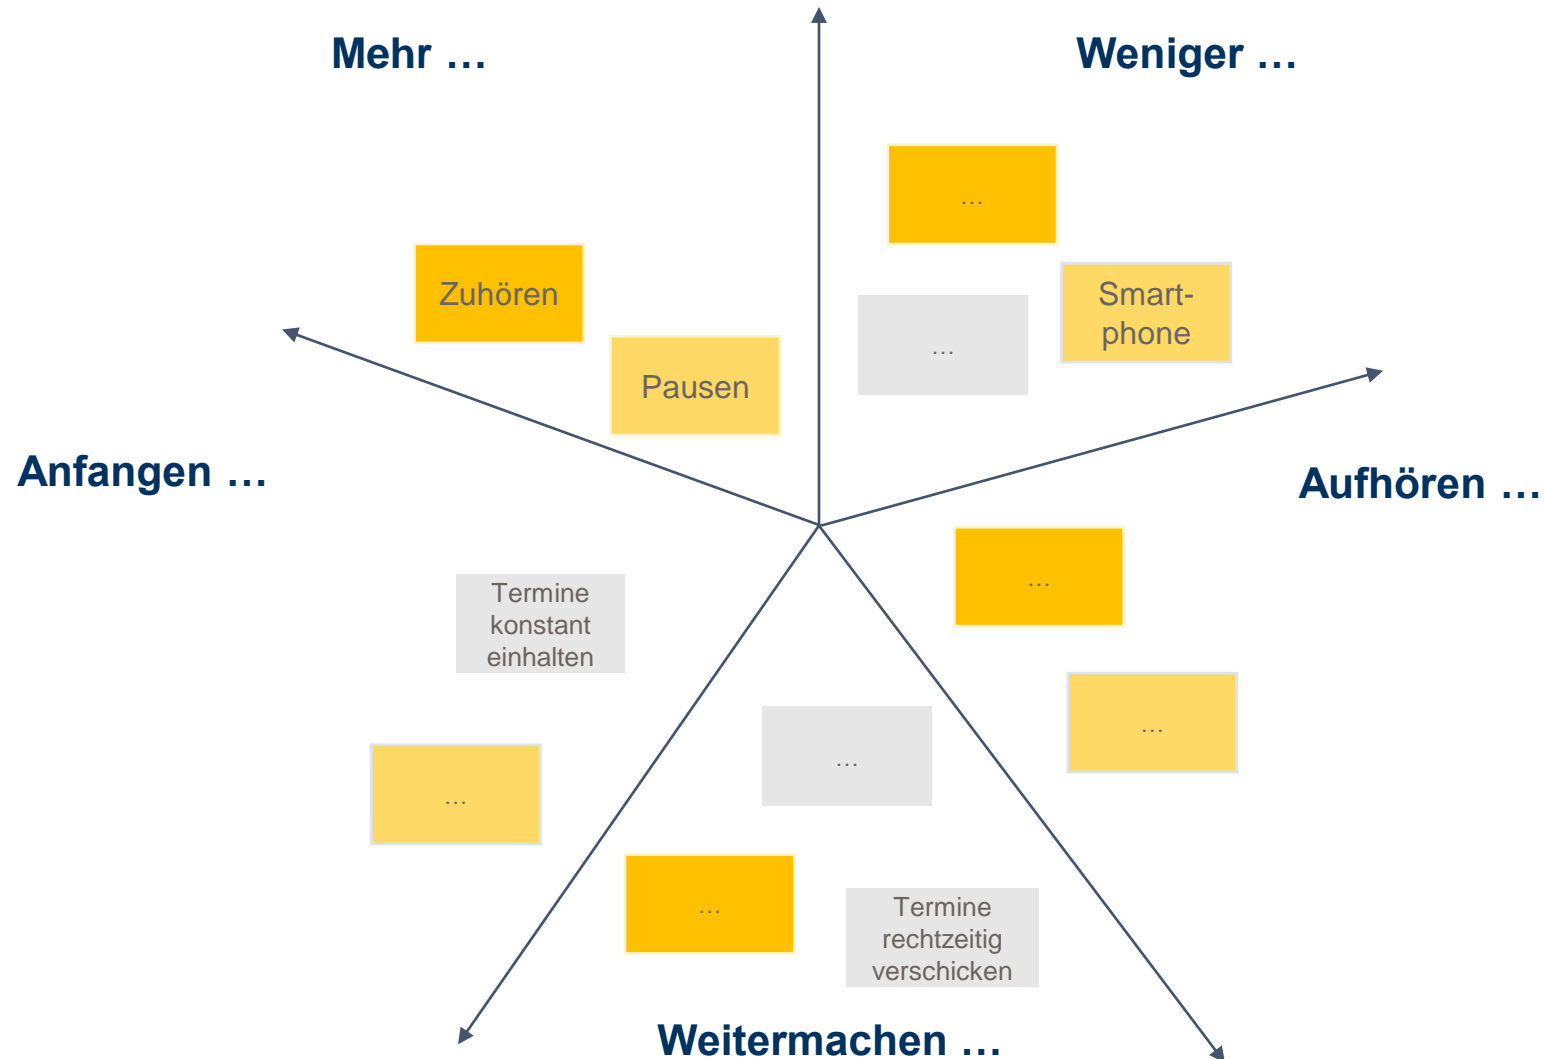 Mehr …
Weniger …
…
Zuhören
Smart-
phone
…
Pausen
Anfangen …
Aufhören …
…
Termine
konstant
einhalten
…
…
…
…
Termine
rechtzeitig
verschicken
Weitermachen …